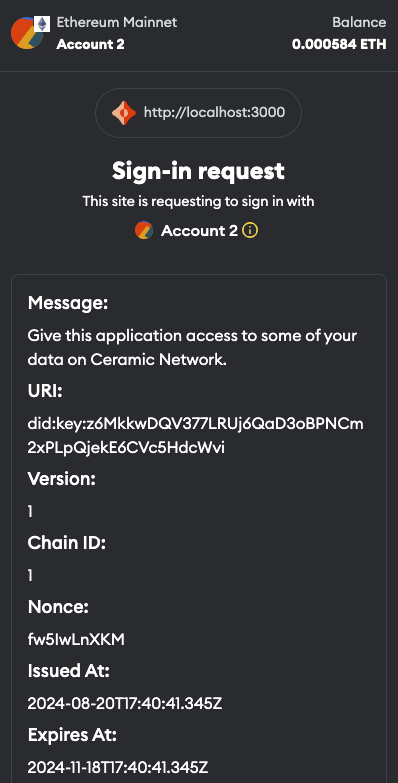 Ethereum Mainnet
Balance
Account 2
0.000584 ETH
http://localhost:3000
Sign-in request
This site is requesting to sign in with
Account 2
Message:
Give this application access to some of your
data on Ceramic Network.
URI:
did:key:z6MkkwDQV377LRUj6QaD3oBPNCm
2xPLpQjekE6CVc5HdcWvi
Version:
1
Chain ID:
1
Nonce:
fw5IwLnXKM
Issued At:
2024-08-20T17:40:41.345Z
Expires At:
2024-11-18T17:40:41.345Z